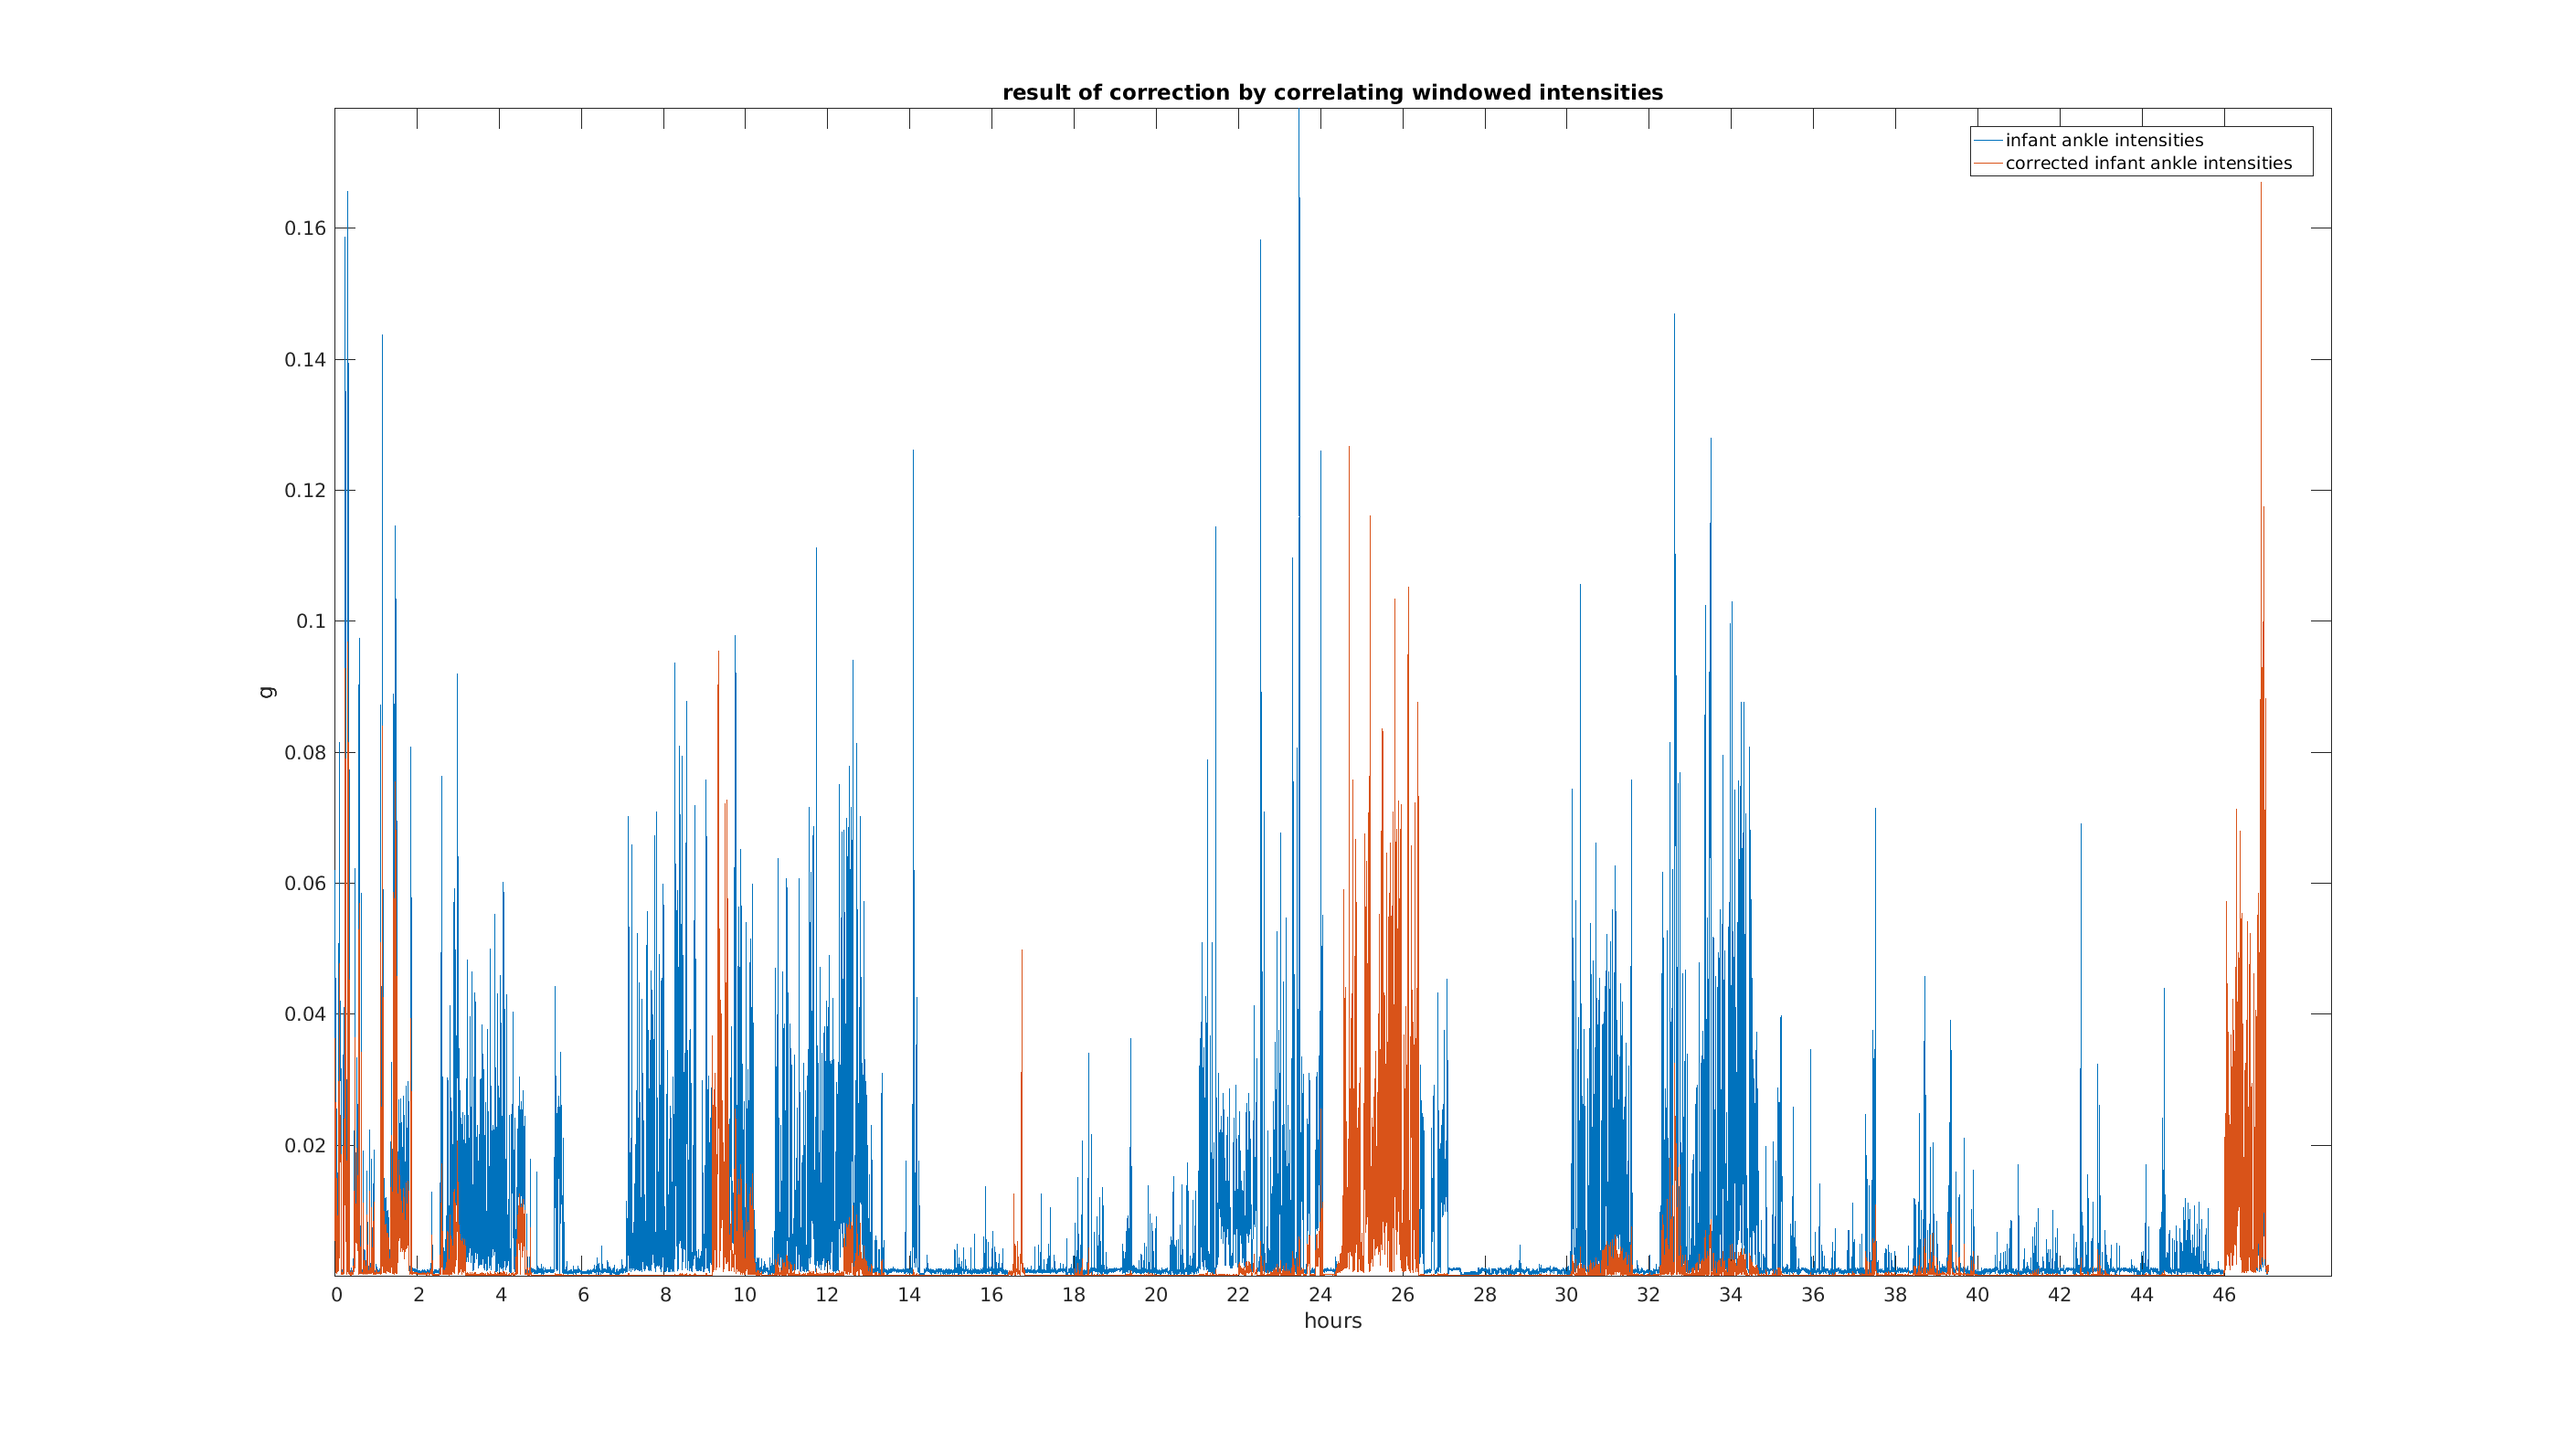 result of correction by correlating windowed intensities
infant ankle intensities
corrected infant ankle intensities
0.16
0.14
0.12
0.1
0.08
0.06
0.04
0.02
g
0 2 4 6 8 10 12 14 16 18 20 22 24 26 28 30 32 34 36 38 40 42 44 46
hours